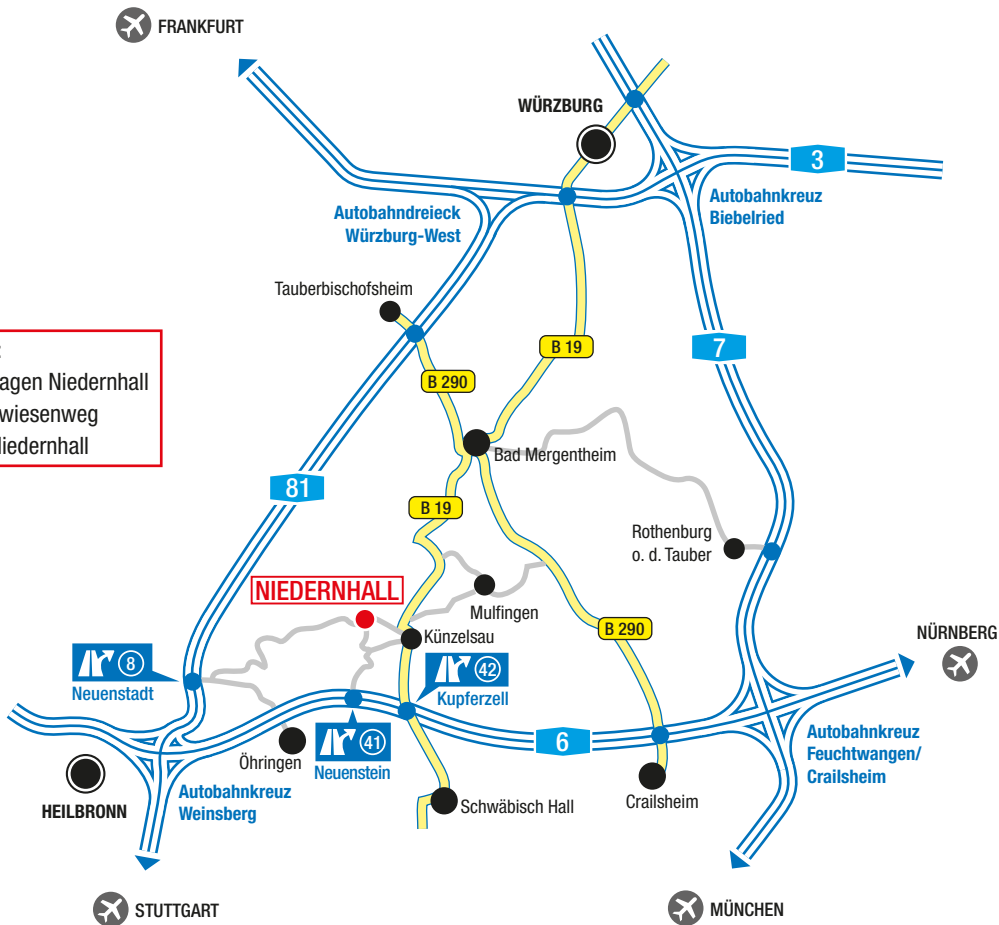 FRANKFURT
WÜRZBURG
3
Autobahndreieck
Würzburg-West
Autobahnkreuz
Biebelried
Tauberbischofsheim
B 19
7
B 290
agen Niedernhall
wiesenweg
iedernhall
Bad Mergentheim
81
B 19
Rothenburg
o. d. Tauber
NIEDERNHALL
Mulfingen
B 290
Künzelsau
NÜRNBERG
8
Neuenstadt
42
Kupferzell
41
Neuenstein
6
Öhringen
Autobahnkreuz
Feuchtwangen/
Crailsheim
HEILBRONN
Autobahnkreuz
Weinsberg
Schwäbisch Hall
Crailsheim
STUTTGART
MÜNCHEN